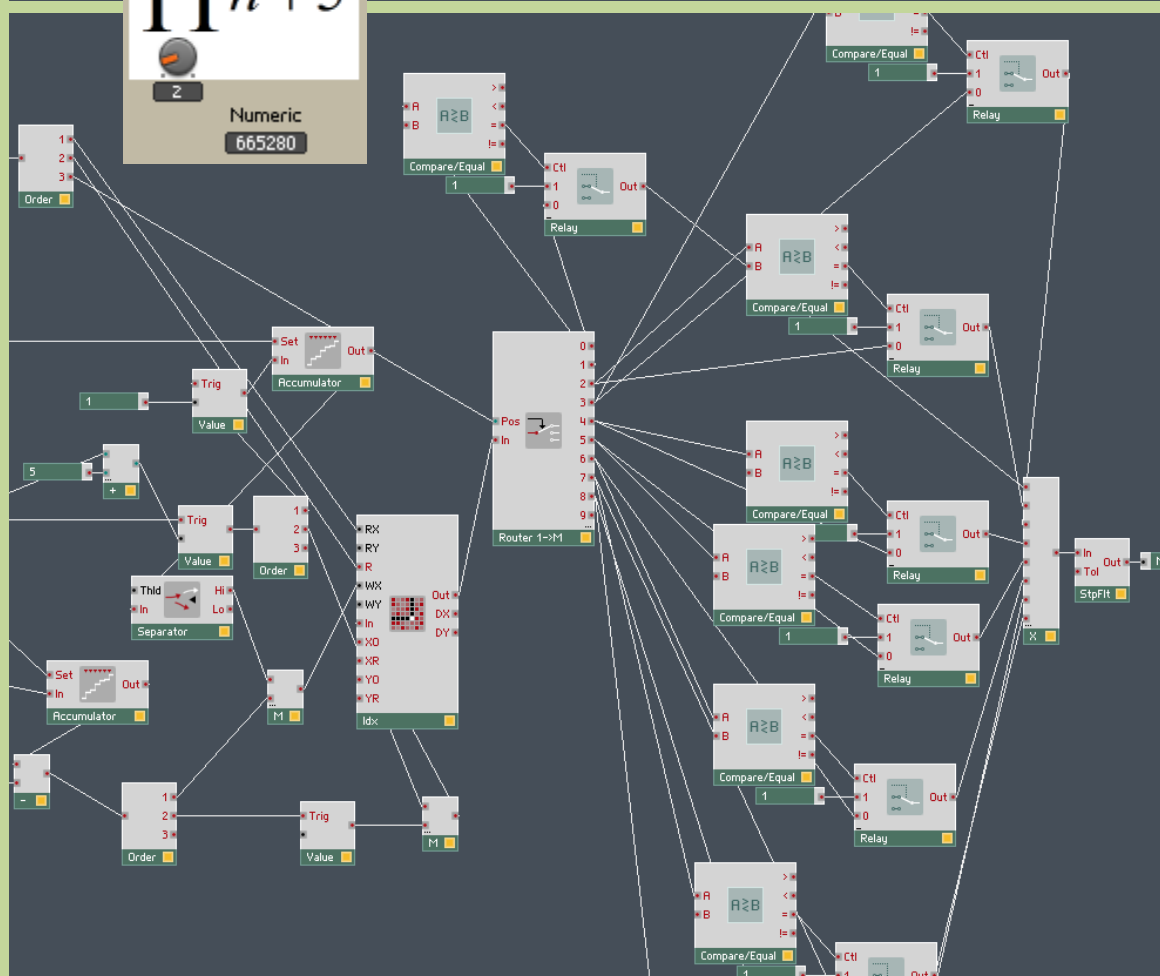 n + 5
2
Numeric
665280
B
!=
Compare/Equal
1
Ctl
1
0
Out
Relay
A
B
A≷B
>
<
=
!=
Compare/Equal
1
Ctl
1
0
Out
Relay
1
2
3
Order
A
B
A≷B
>
<
=
!=
Compare/Equal
1
Ctl
1
0
Out
Relay
Set
In
Out
Accumulator
1
Trig
Value
Pos
In
0
1
2
3
4
5
6
7
8
9
Router 1->M
A
B
A≷B
>
<
=
!=
Compare/Equal
Ctl
1
0
Out
Relay
5
+
Trig
Value
1
2
3
Order
Thld
In
Hi
Lo
Separator
RX
RY
R
WX
WY
In
XO
XR
YO
YR
Out
DX
DY
Idx
A
B
A≷B
>
<
=
!=
Compare/Equal
1
Ctl
1
0
Out
Relay
X
In
Tol
Out
StpFlt
Set
In
Out
Accumulator
M
-
1
2
3
Order
Trig
Value
M
A
B
A≷B
>
<
=
!=
Compare/Equal
1
Ctl
1
0
Out
Relay
A
B
A≷B
>
<
=
!=
Compare/Equal
1
Ctl
1
Out